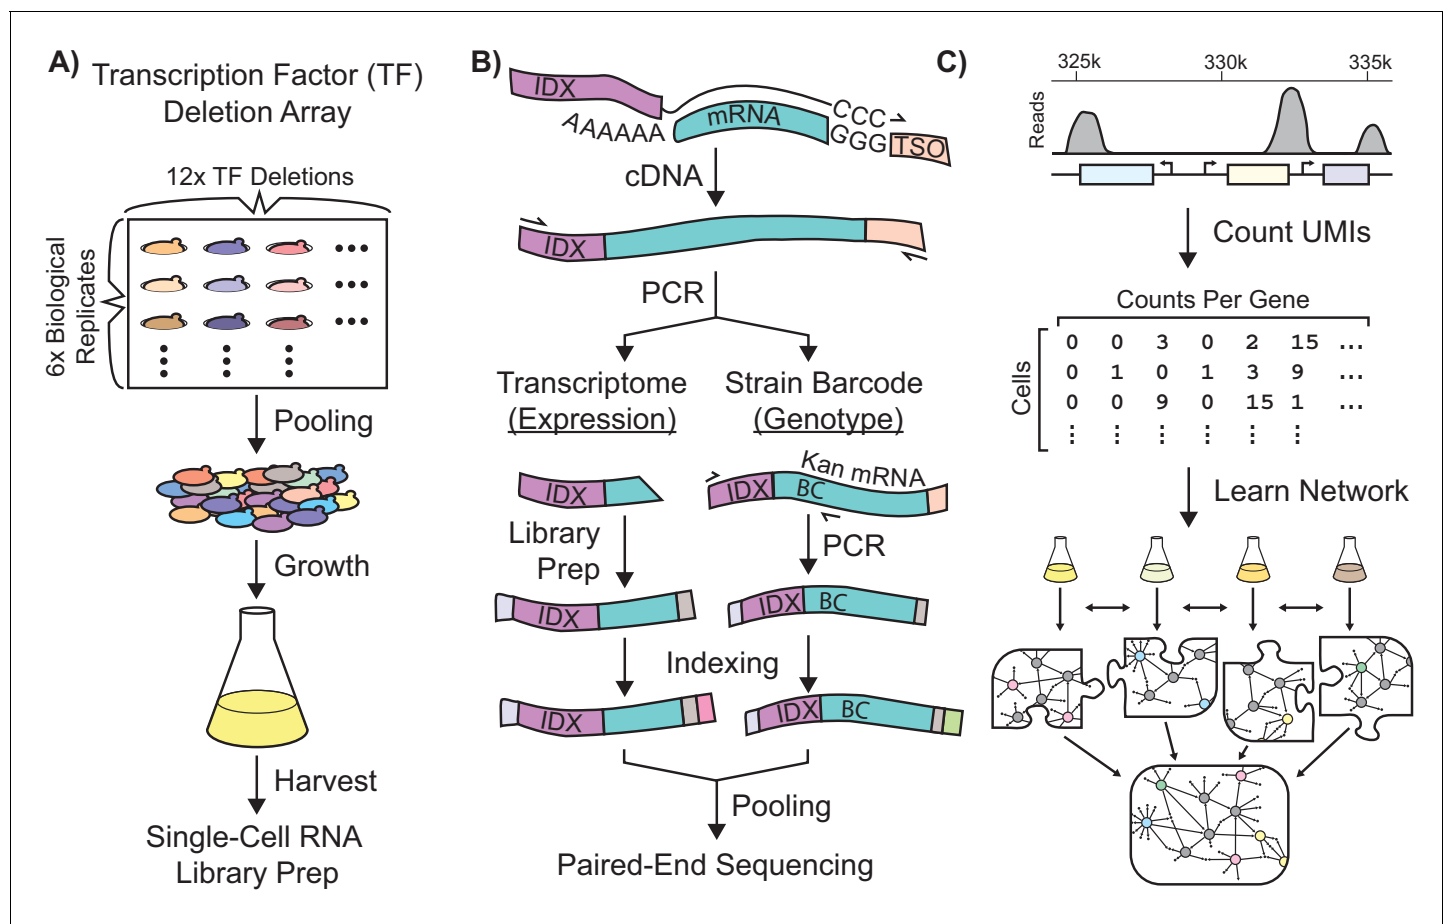 A)
Transcription Factor (TF)
Deletion Array
12x TF Deletions
6x Biological
Replicates
Pooling
Growth
Harvest
Single-Cell RNA
Library Prep
B)
IDX
AAAAAA
mRNA
CCC
GGG
TSO
cDNA
IDX
PCR
Transcriptome
(Expression)
Strain Barcode
(Genotype)
IDX
Kan mRNA
IDX
BC
Library
Prep
PCR
IDX
IDX
BC
Indexing
IDX
IDX
BC
Pooling
Paired-End Sequencing
C)
325k 330k 335k
Reads
Count UMIs
Counts Per Gene
Cells
0 0 3 0 2 15 ...
0 1 0 1 3 9 ...
0 0 9 0 15 1 ...
Learn Network